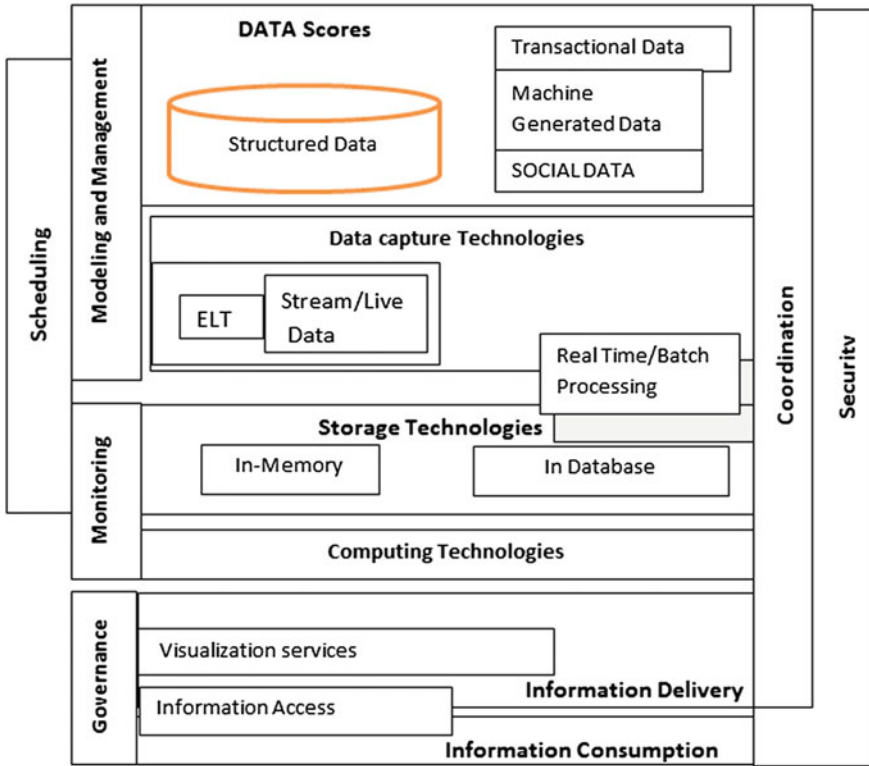 DATA Scores
Transactional Data
Machine
Generated Data
SOCIAL DATA
Structured Data
Modeling and Management
Scheduling
Data capture Technologies
ELT
Stream/Live
Data
Real Time/Batch
Processing
Coordination
Security
Monitoring
Storage Technologies
In-Memory
In Database
Computing Technologies
Governance
Visualization services
Information Delivery
Information Access
Information Consumption